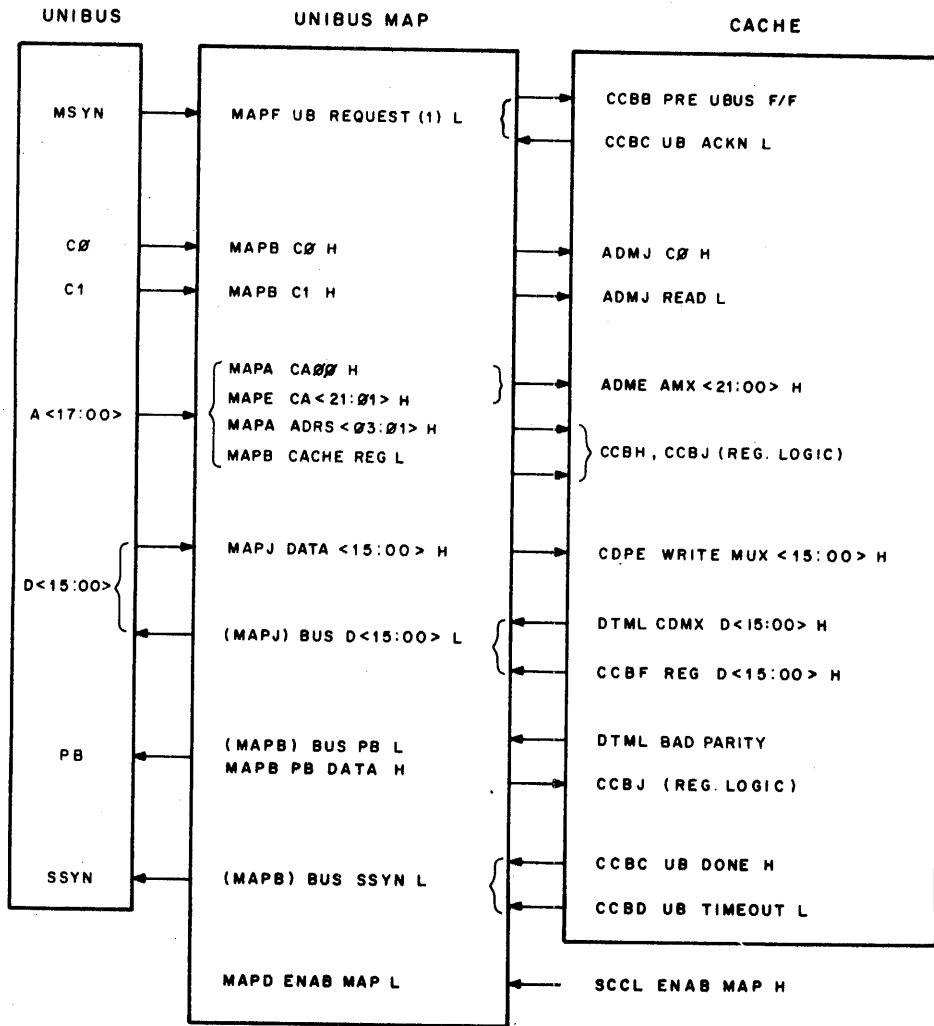 UNIBUS UNIBUS MAP CACHE
MSYN MAPF UB REQUEST (1) L CCBB PRE UBUS F/F
CCBC UB ACKN L
CØ MAPB CØ H ADMJ CØ H
C1 MAPB C1 H ADMJ READ L
MAPA CAØØ H
MAPE CA<21:Ø1> H ADME AMX <21:00> H
A<17:00> MAPA ADRS <Ø3:Ø1> H
MAPB CACHE REG L CCBH, CCBJ (REG. LOGIC)
MAPJ DATA <15:00> H CDPE WRITE MUX <15:00> H
D<15:00>
(MAPJ) BUS D<15:00> L DTML CDMX D<15:00> H
CCBF REG D<15:00> H
PB (MAPB) BUS PB L DTML BAD PARITY
MAPB PB DATA H CCBJ (REG. LOGIC)
SSYN (MAPB) BUS SSYN L CCBC UB DONE H
CCBD UB TIMEOUT L
MAPD ENAB MAP L SCCL ENAB MAP H